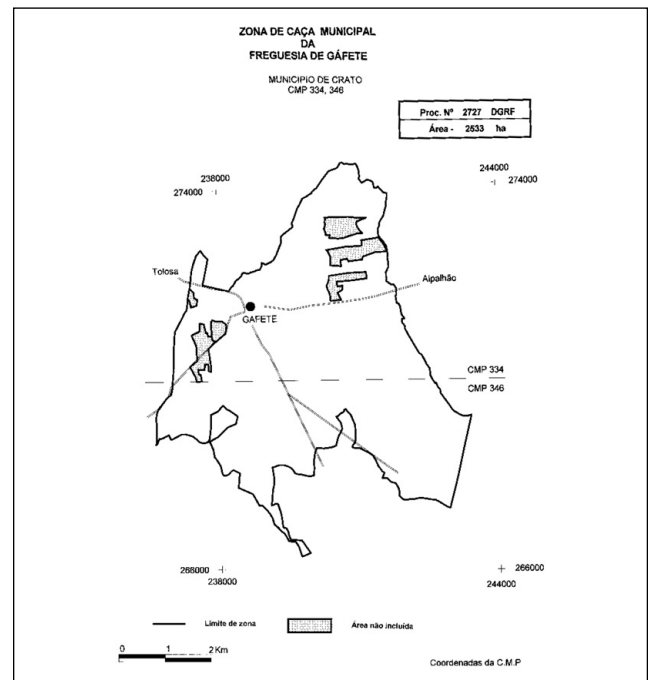 ZONA DE CAÇA MUNICIPAL
DA
FREGUESIA DE GÁFETE
MUNICIPIO DE CRATO
CMP 334, 346
Proc. Nº 2727 DGRF
Área - 2533 ha
238000
274000
244000
274000
Tolosa
Alpalhão
GAFETE
CMP 334
CMP 346
266000
238000
266000
244000
Limite de zona
Área não incluída
0 1 2 Km
Coordenadas da C.M.P